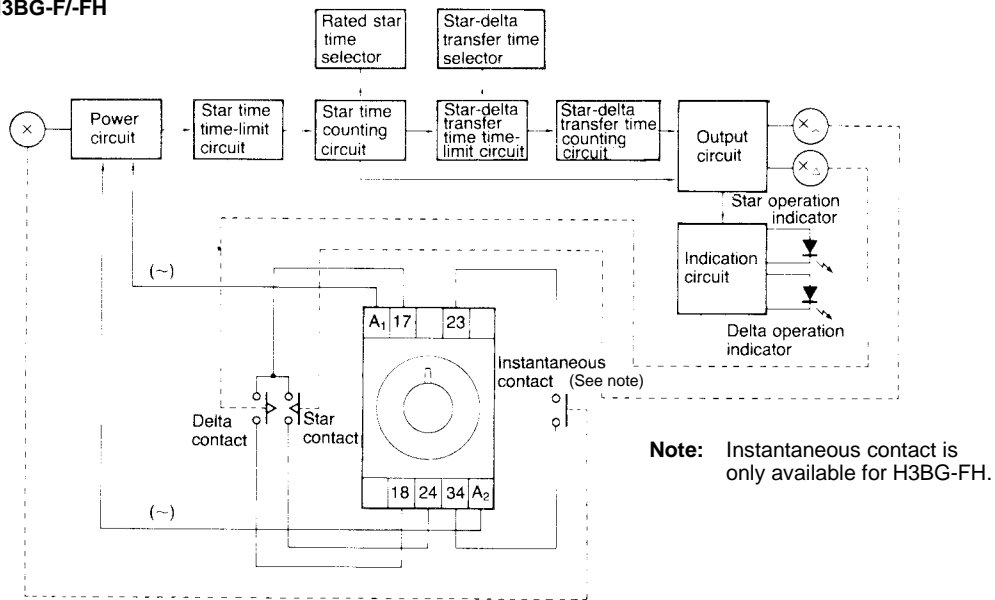 H3BG-F/-FH
Rated star
time
selector
Star-delta
transfer time
selector
×
Power
circuit
Star time
time-limit
circuit
Star time
counting
circuit
Star-delta
transfer
time time-
limit circuit
Star-delta
transfer time
counting
circuit
Output
circuit
×
×△
Star operation
indicator
Indication
circuit
Delta operation
indicator
(~)
A1 17 23
Instantaneous
contact (See note)
Delta
contact
Star
contact
18 24 34 A2
(~)
Note: Instantaneous contact is
only available for H3BG-FH.